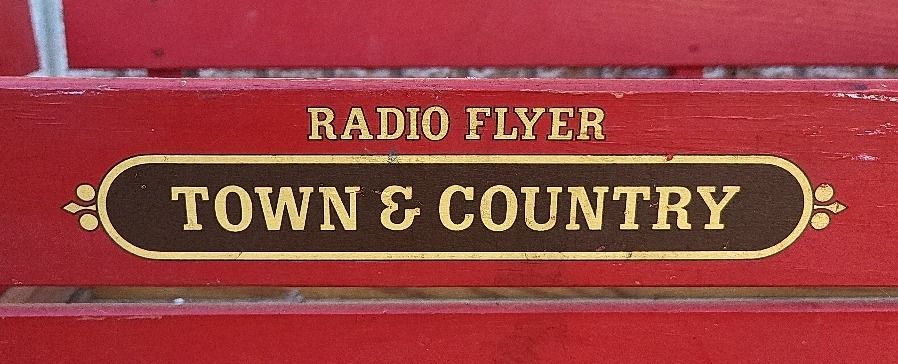 RADIO FLYER
TOWN & COUNTRY